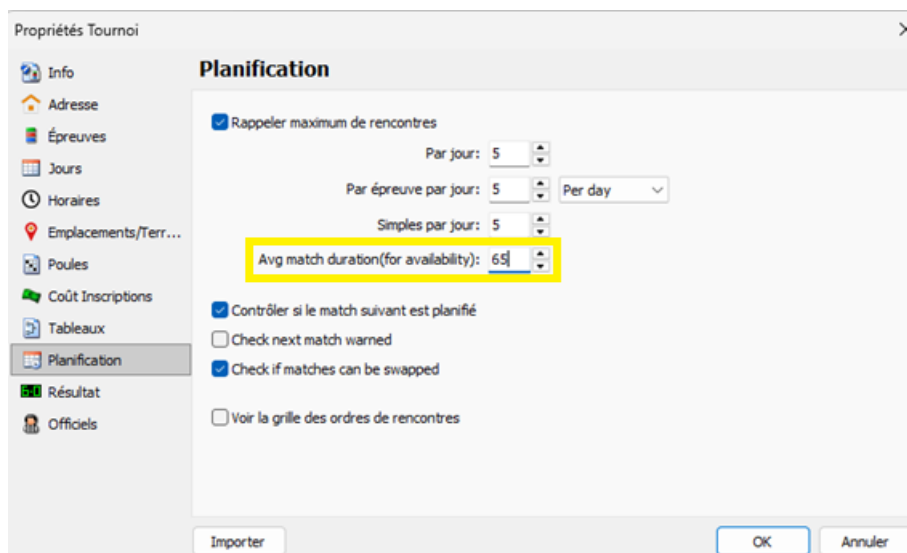 Propriétés Tournoi
Info
Adresse
Épreuves
Jours
Horaires
Emplacements/Terr...
Poules
Coût Inscriptions
Tableaux
Planification
Résultat
Officiels
Planification
Rappeler maximum de rencontres
Par jour: 5
Par épreuve par jour: 5 Per day
Simples par jour: 5
Avg match duration(for availability): 65
Contrôler si le match suivant est planifié
Check next match warned
Check if matches can be swapped
Voir la grille des ordres de rencontres
Importer OK Annuler